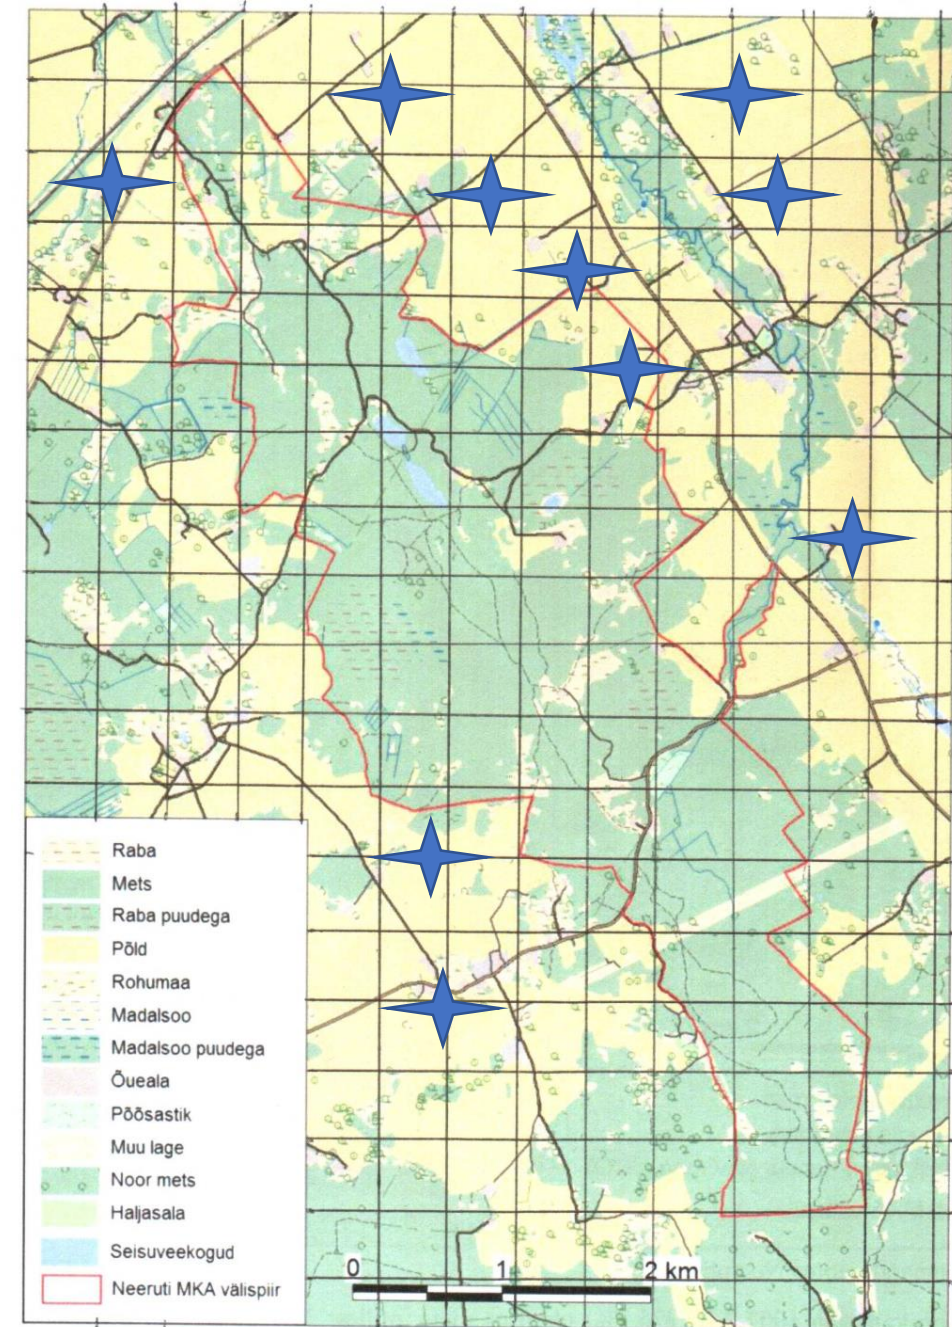 Raba
Mets
Raba puudega
Põld
Rohumaa
Madalsoo
Madalsoo puudega
Õueala
Põõsastik
Muu lage
Noor mets
Haljasala
Seisuveekogud
Neeruti MKA välispiir
0 1 2 km